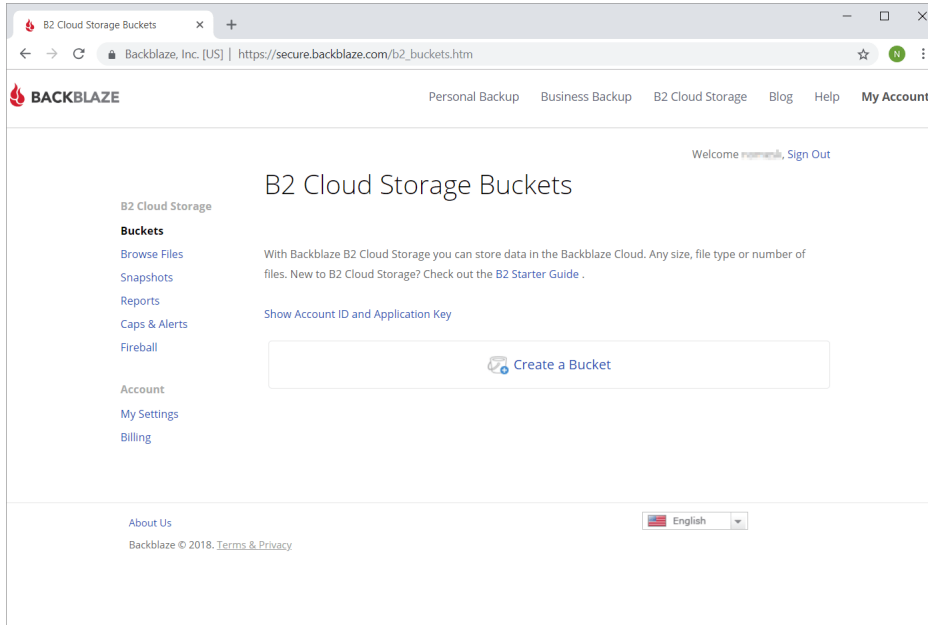 B2 Cloud Storage Buckets
Backblaze, Inc. [US] | https://secure.backblaze.com/b2_buckets.htm
N
BACKBLAZE
Personal Backup Business Backup B2 Cloud Storage Blog Help My Account
Welcome , Sign Out
B2 Cloud Storage Buckets
B2 Cloud Storage
Buckets
Browse Files
Snapshots
Reports
Caps & Alerts
Fireball
Account
My Settings
Billing
With Backblaze B2 Cloud Storage you can store data in the Backblaze Cloud. Any size, file type or number of
files. New to B2 Cloud Storage? Check out the B2 Starter Guide .
Show Account ID and Application Key
Create a Bucket
About Us
English
Backblaze © 2018. Terms & Privacy